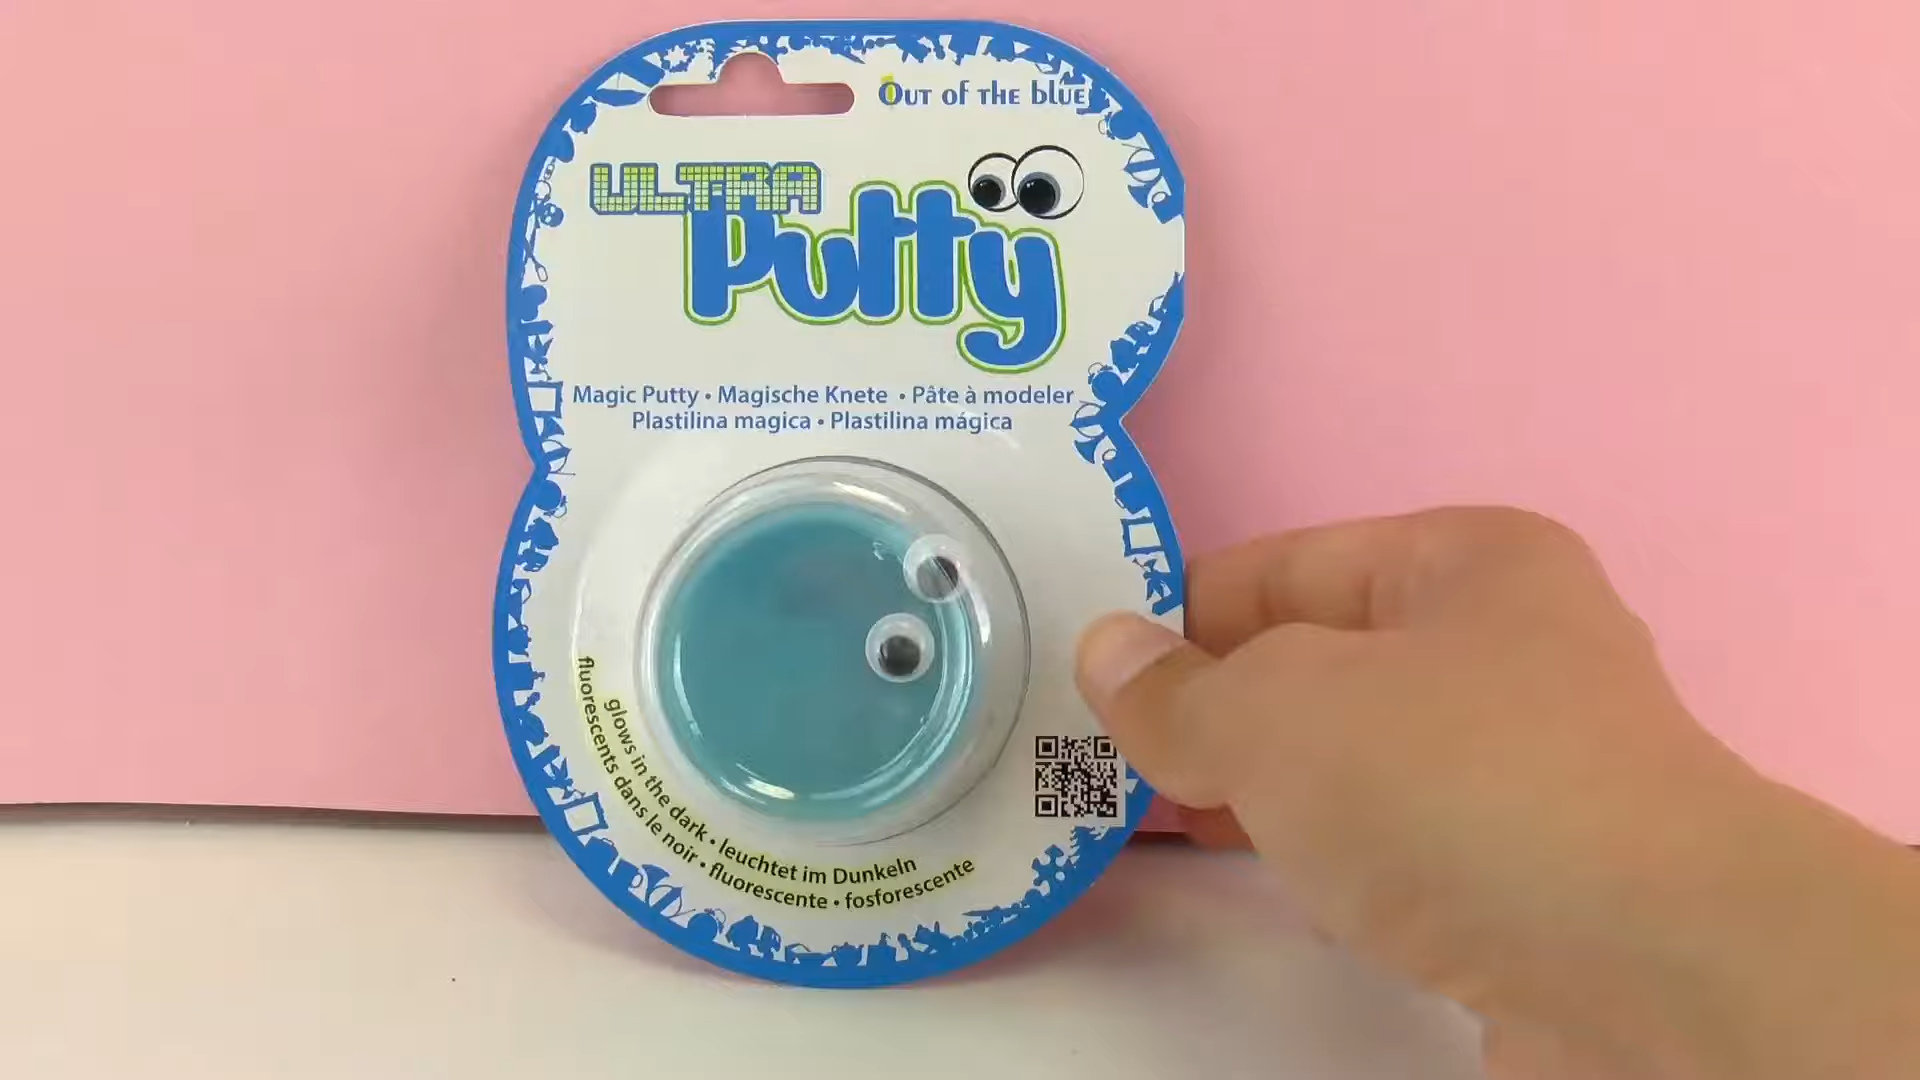 OUT OF THE BLUE
ULTRA
Putty
Magic Putty • Magische Knete • Pâte à modeler
Plastilina magica • Plastilina mágica
glows in the dark • leuchtet im Dunkeln
fluorescents dans le noir • fluorescente • fosforescente